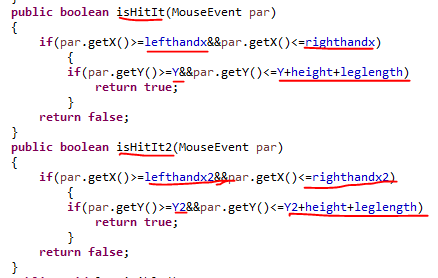 public boolean isHitIt(MouseEvent par)
{
if(par.getX()>=lefthandx&&par.getX()<=righthandx)
{
if(par.getY()>=Y&&par.getY()<=Y+height+leglength)
return true;
}
return false;
}
public boolean isHitIt2(MouseEvent par)
{
if(par.getX()>=lefthandx2&&par.getX()<=righthandx2)
{
if(par.getY()>=Y2&&par.getY()<=Y2+height+leglength)
return true;
}
return false;
}